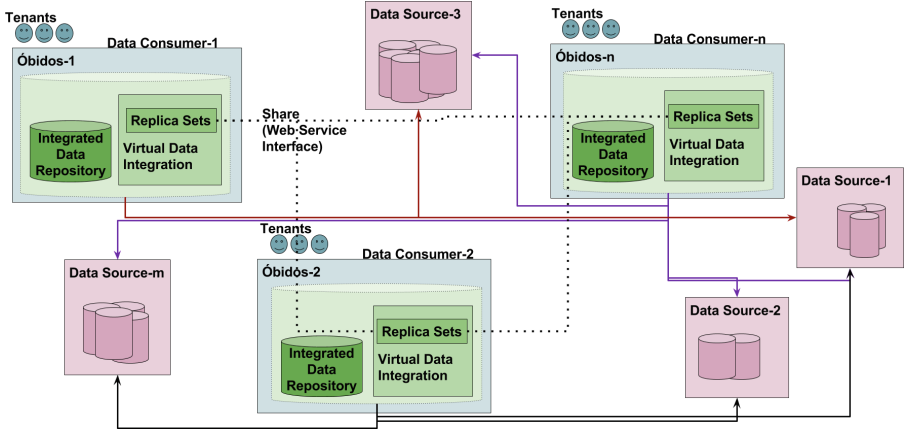 Tenants
Data Consumer-1
Óbidos-1
Replica Sets
Integrated
Data
Repository
Virtual Data
Integration
Data Source-3
Share
(Web Service
Interface)
Tenants
Data Consumer-n
Óbidos-n
Replica Sets
Integrated
Data
Repository
Virtual Data
Integration
Data Source-1
Data Source-m
Tenants
Data Consumer-2
Óbidos-2
Replica Sets
Integrated
Data
Repository
Virtual Data
Integration
Data Source-2